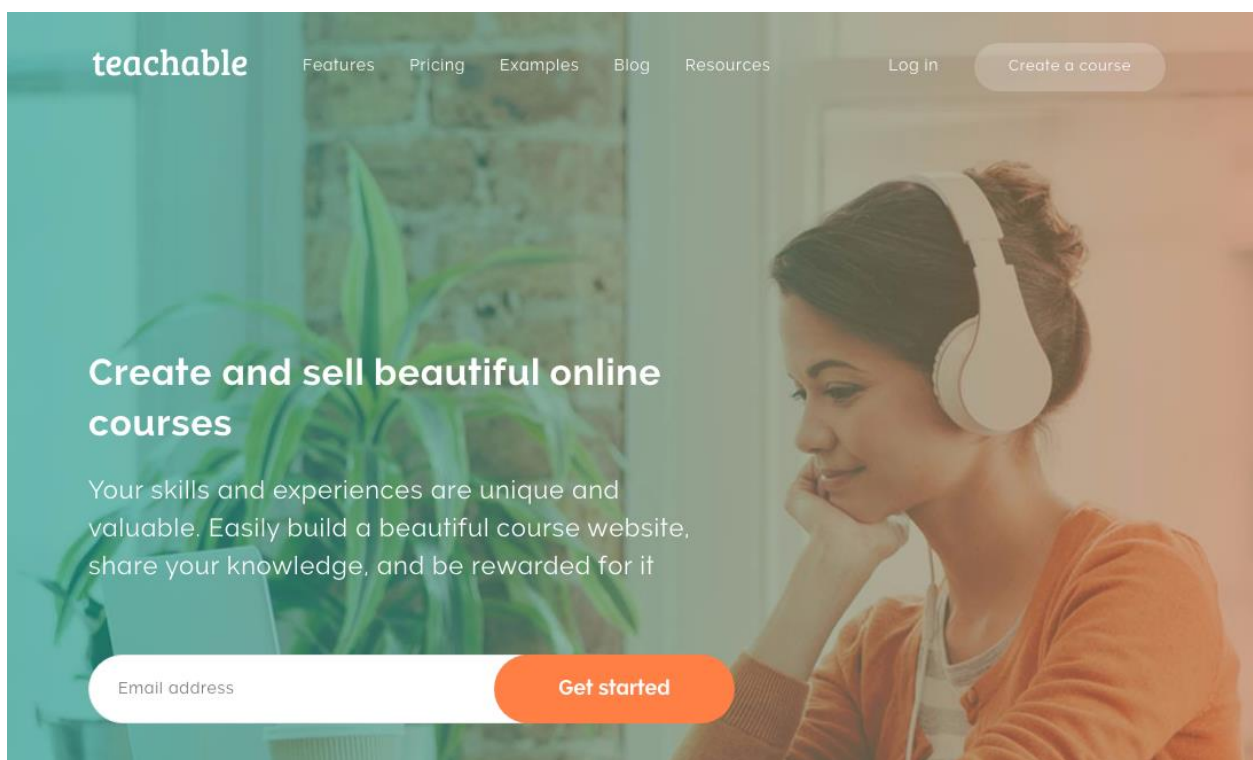 teachable
Features Pricing Examples Blog Resources Log in Create a course
Create and sell beautiful online
courses
Your skills and experiences are unique and
valuable. Easily build a beautiful course website,
share your knowledge, and be rewarded for it
Email address Get started